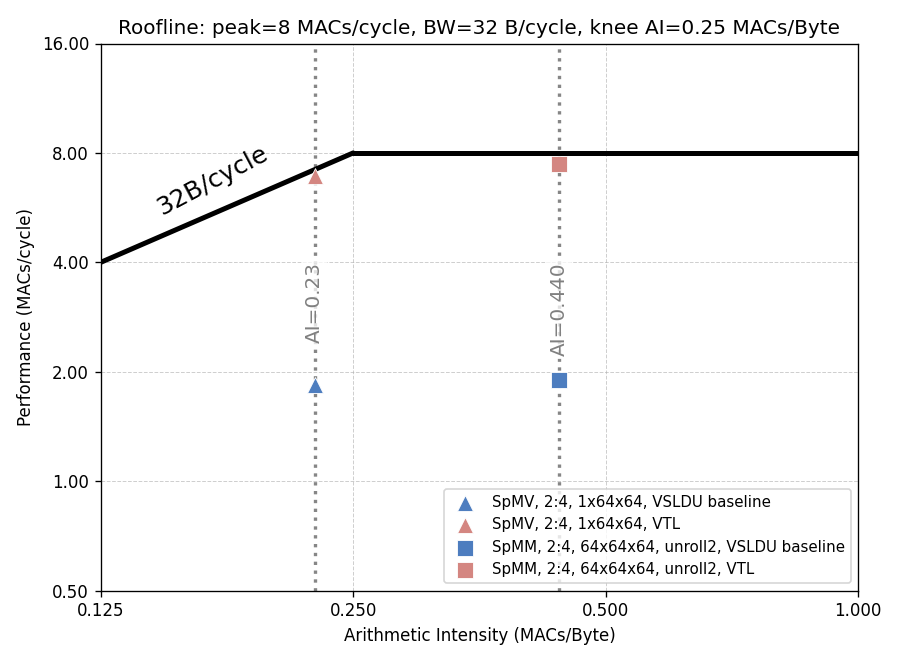 Roofline: peak=8 MACs/cycle, BW=32 B/cycle, knee AI=0.25 MACs/Byte
16.00
8.00
4.00
2.00
1.00
0.50
Performance (MACs/cycle)
32B/cycle
AI=0.23
AI=0.440
SpMV, 2:4, 1x64x64, VSLDU baseline
SpMV, 2:4, 1x64x64, VTL
SpMM, 2:4, 64x64x64, unroll2, VSLDU baseline
SpMM, 2:4, 64x64x64, unroll2, VTL
0.125
0.250
0.500
1.000
Arithmetic Intensity (MACs/Byte)